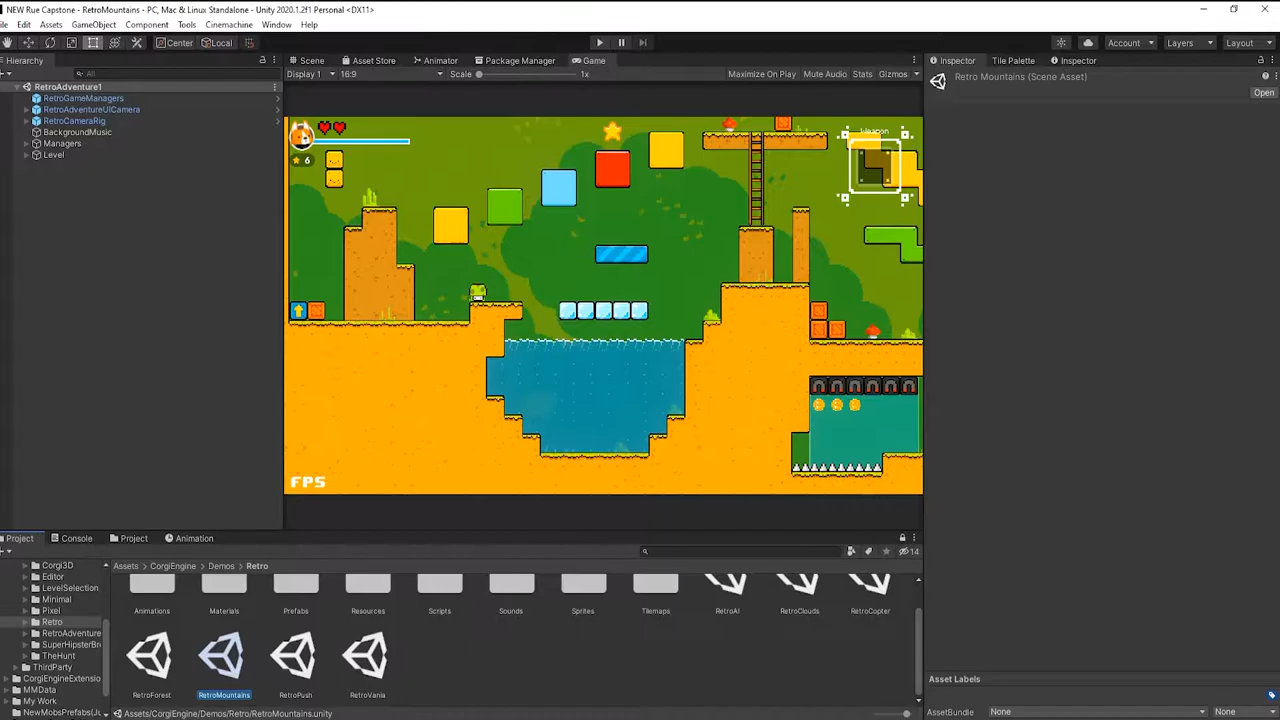 NEW Rue Capstone - RetroMountains - PC, Mac & Linux Standalone - Unity 2020.1.2f1 Personal <DX11>
ile Edit Assets GameObject Component Tools Cinemachine Window Help
Center Local Account Layers Layout
Hierarchy Scene Asset Store Animator Package Manager Game Inspector Tile Palette Inspector
All Display 1 16:9 Scale 1x Maximize On Play Mute Audio Stats Gizmos Retro Mountains (Scene Asset)
Open
RetroAdventure1
RetroGameManagers
RetroAdventureUICamera
RetroCameraRig
BackgroundMusic
Managers
Level
Weapon
6
FPS
Project Console Project Animation
14
Assets CorgiEngine Demos Retro
Corgi3D
Editor
LevelSelection
Minimal
Pixel
Retro
RetroAdventure
SuperHipsterBr
TheHunt
ThirdParty
CorgiEngineExtensio
MMData
My Work
NewMobsPrefabs(Ju
Animations Materials Prefabs Resources Scripts Sounds Sprites Tilemaps RetroAI RetroClouds RetroCopter
RetroForest RetroMountains RetroPush RetroVania
Assets/CorgiEngine/Demos/Retro/RetroMountains.unity
Asset Labels
AssetBundle None None